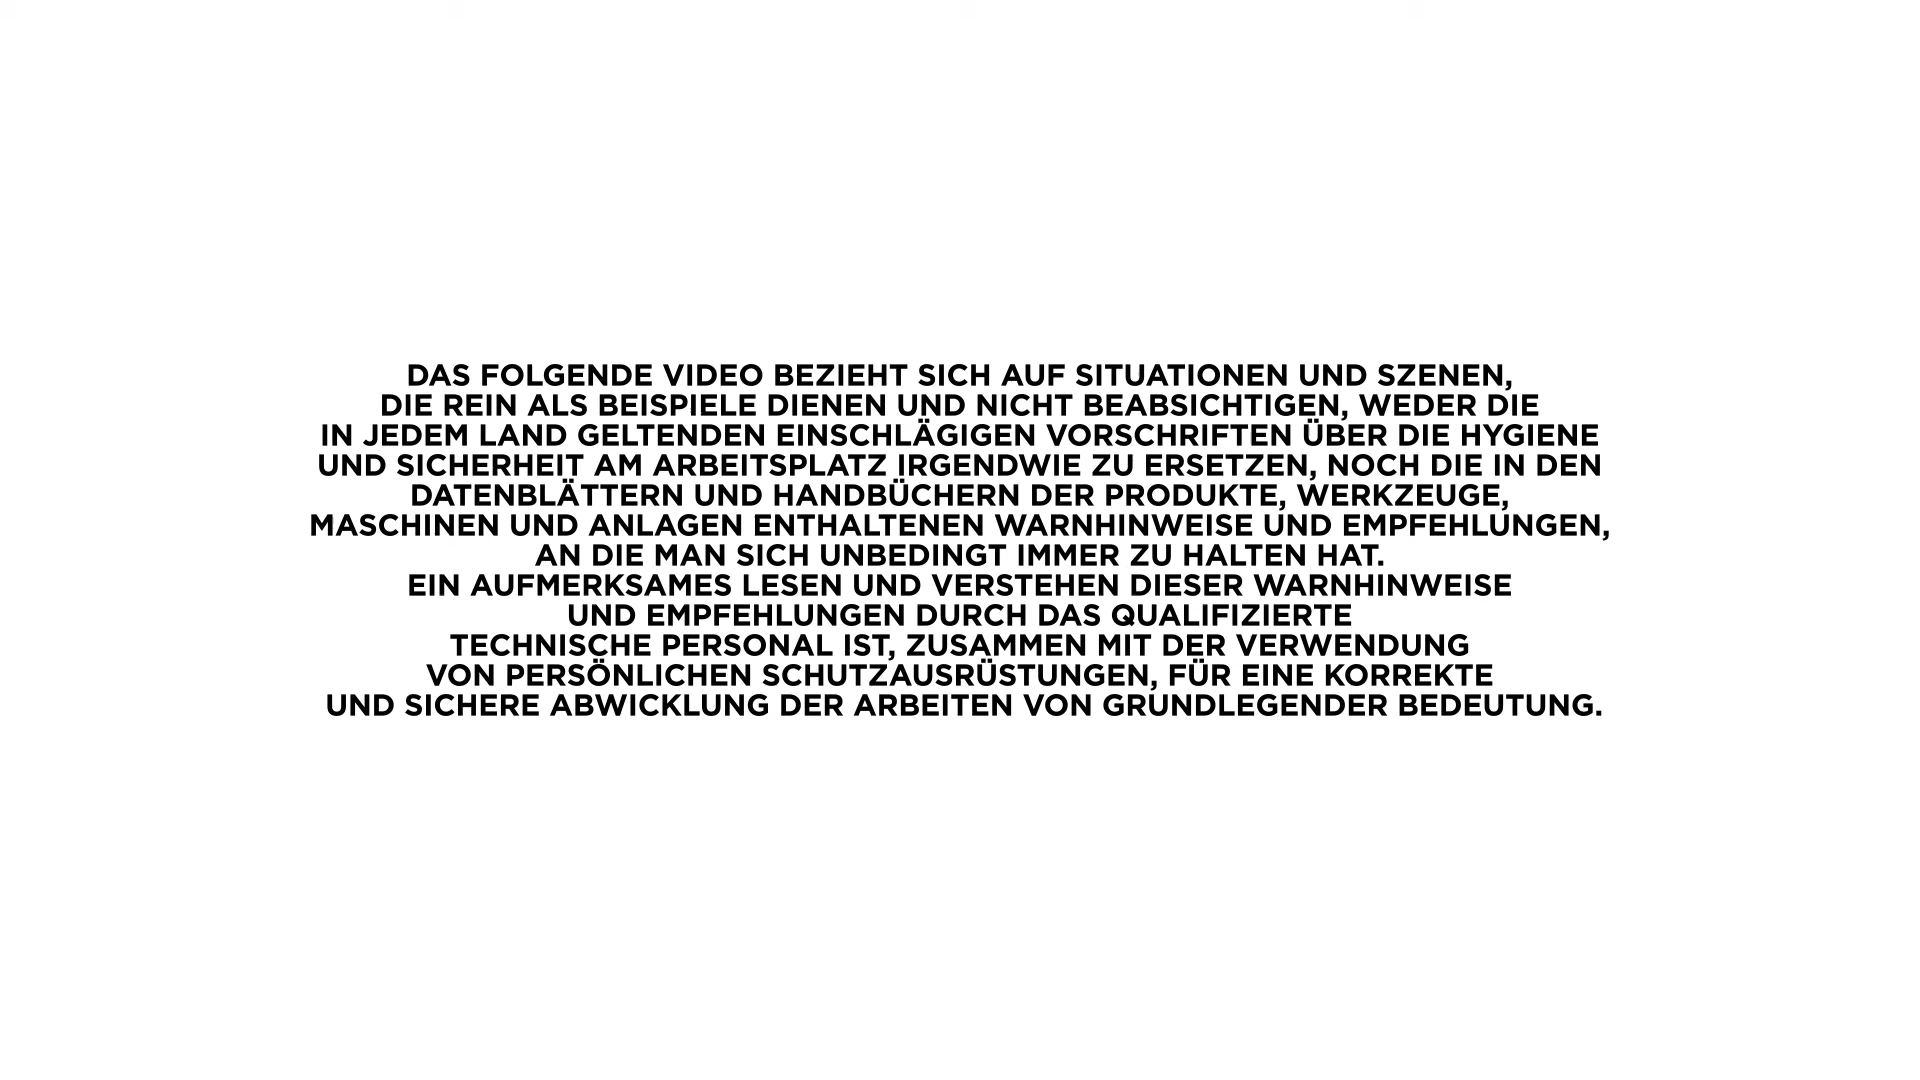 DAS FOLGENDE VIDEO BEZIEHT SICH AUF SITUATIONEN UND SZENEN,
DIE REIN ALS BEISPIELE DIENEN UND NICHT BEABSICHTIGEN, WEDER DIE
IN JEDEM LAND GELTENDEN EINSCHLÄGIGEN VORSCHRIFTEN ÜBER DIE HYGIENE
UND SICHERHEIT AM ARBEITSPLATZ IRGENDWIE ZU ERSETZEN, NOCH DIE IN DEN
DATENBLÄTTERN UND HANDBÜCHERN DER PRODUKTE, WERKZEUGE,
MASCHINEN UND ANLAGEN ENTHALTENEN WARNHINWEISE UND EMPFEHLUNGEN,
AN DIE MAN SICH UNBEDINGT IMMER ZU HALTEN HAT.
EIN AUFMERKSAMES LESEN UND VERSTEHEN DIESER WARNHINWEISE
UND EMPFEHLUNGEN DURCH DAS QUALIFIZIERTE
TECHNISCHE PERSONAL IST, ZUSAMMEN MIT DER VERWENDUNG
VON PERSÖNLICHEN SCHUTZAUSRÜSTUNGEN, FÜR EINE KORREKTE
UND SICHERE ABWICKLUNG DER ARBEITEN VON GRUNDLEGENDER BEDEUTUNG.